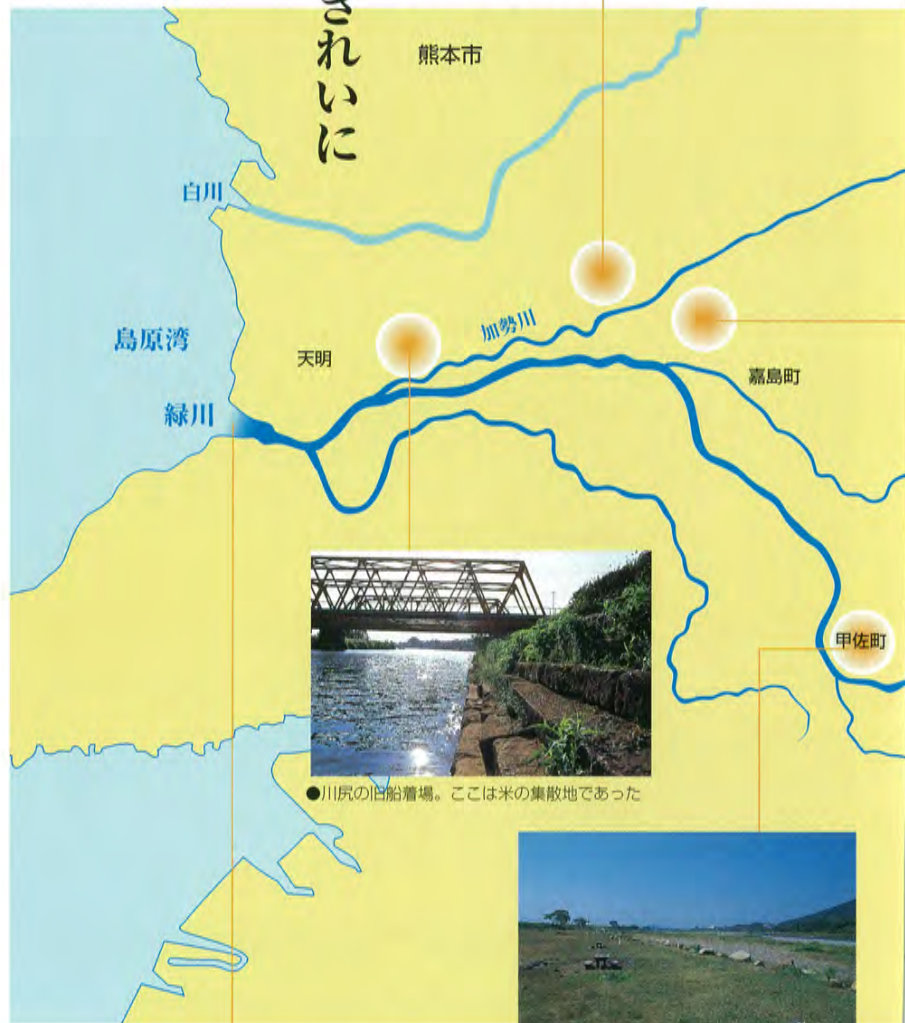 きれいに
熊本市
白川
島原湾
加勢川
天明
嘉島町
緑川
甲佐町
●川尻の旧船着場。ここは米の集散地であった